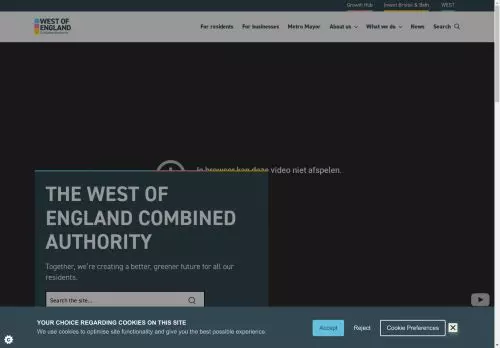 Growth Hub Invest Bristol & Bath WEST
WEST OF
ENGLAND
Combined Authority
For residents For businesses Metro Mayor About us What we do News Search
Je browser kan deze video niet afspelen.
THE WEST OF
ENGLAND COMBINED
AUTHORITY
Together, we're creating a better, greener future for all our
residents.
Search the site...
YOUR CHOICE REGARDING COOKIES ON THIS SITE
We use cookies to optimise site functionality and give you the best possible experience.
Accept Reject Cookie Preferences